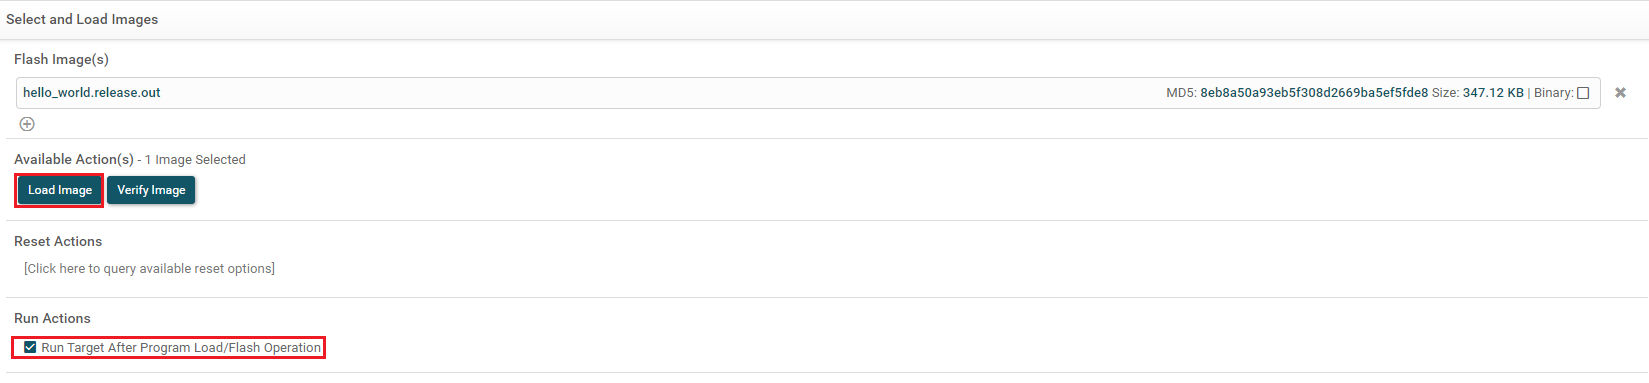 Select and Load Images
Flash Image(s)
hello_world.release.out MD5: 8eb8a50a93eb5f308d2669ba5ef5fde8 Size: 347.12 KB | Binary:
Available Action(s) - 1 Image Selected
Load Image Verify Image
Reset Actions
[Click here to query available reset options]
Run Actions
Run Target After Program Load/Flash Operation